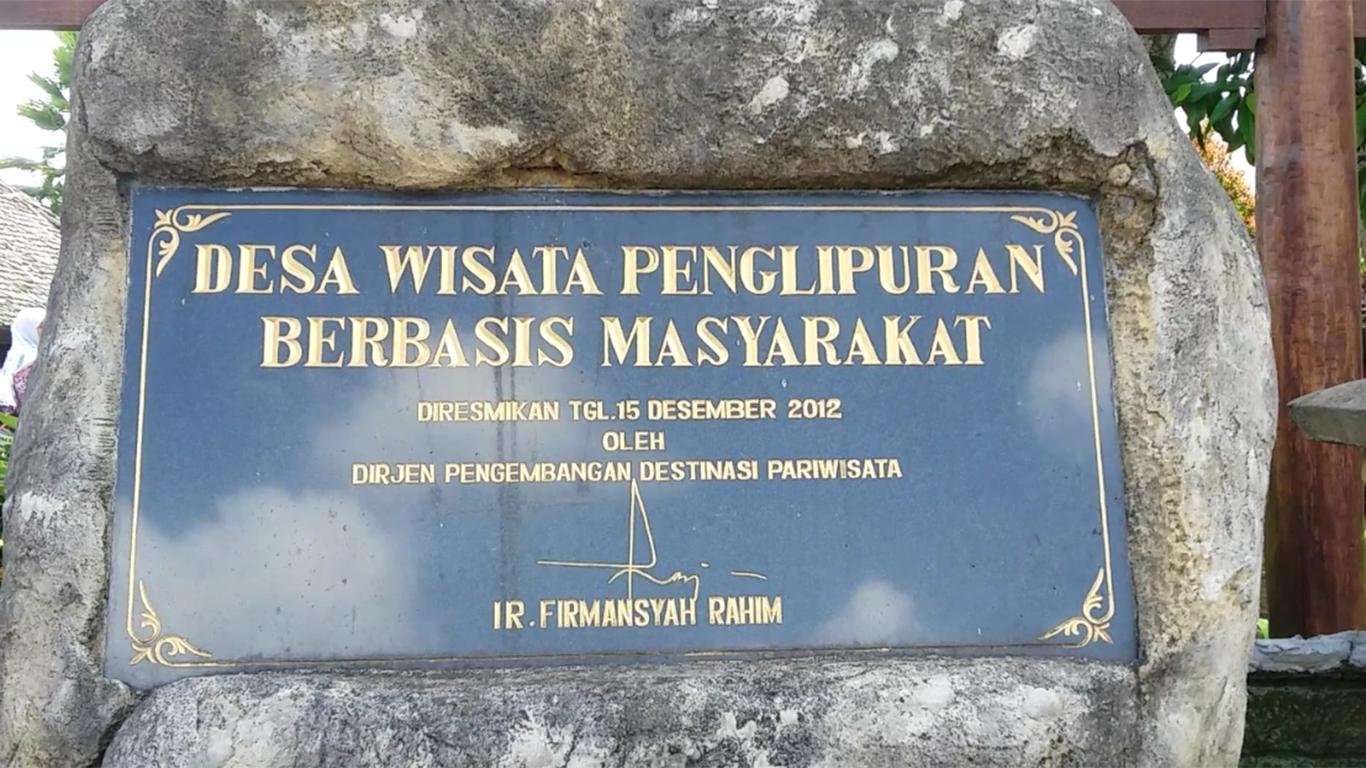 DESA WISATA PENGLIPURAN
BERBASIS MASYARAKAT
DIRESMIKAN TGL.15 DESEMBER 2012
OLEH
DIRJEN PENGEMBANGAN DESTINASI PARIWISATA
IR.FIRMANSYAH RAHIM